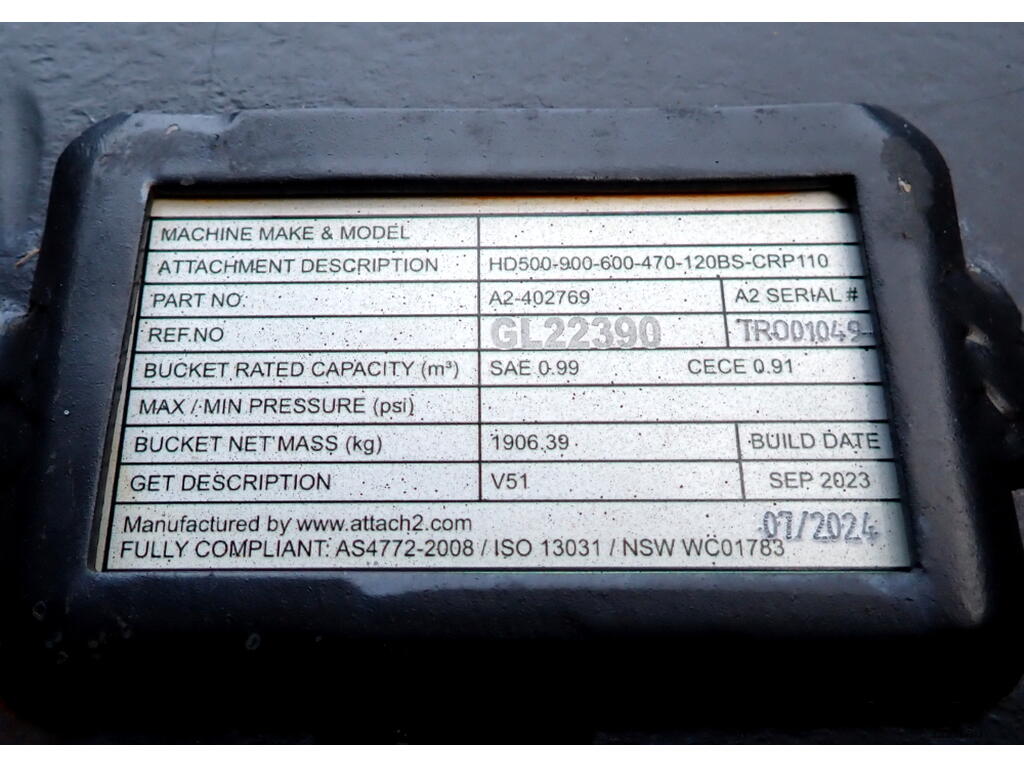 MACHINE MAKE & MODEL
ATTACHMENT DESCRIPTION HD500-900-600-470-120BS-CRP110
PART NO. A2-402769 A2 SERIAL #
REF.NO GL22390 TRO01049
BUCKET RATED CAPACITY (m³) SAE 0.99 CECE 0.91
MAX / MIN PRESSURE (psi)
BUCKET NET MASS (kg) 1906.39 BUILD DATE
GET DESCRIPTION V51 SEP 2023
Manufactured by www.attach2.com 07/2024
FULLY COMPLIANT: AS4772-2008 / ISO 13031 / NSW WC01783